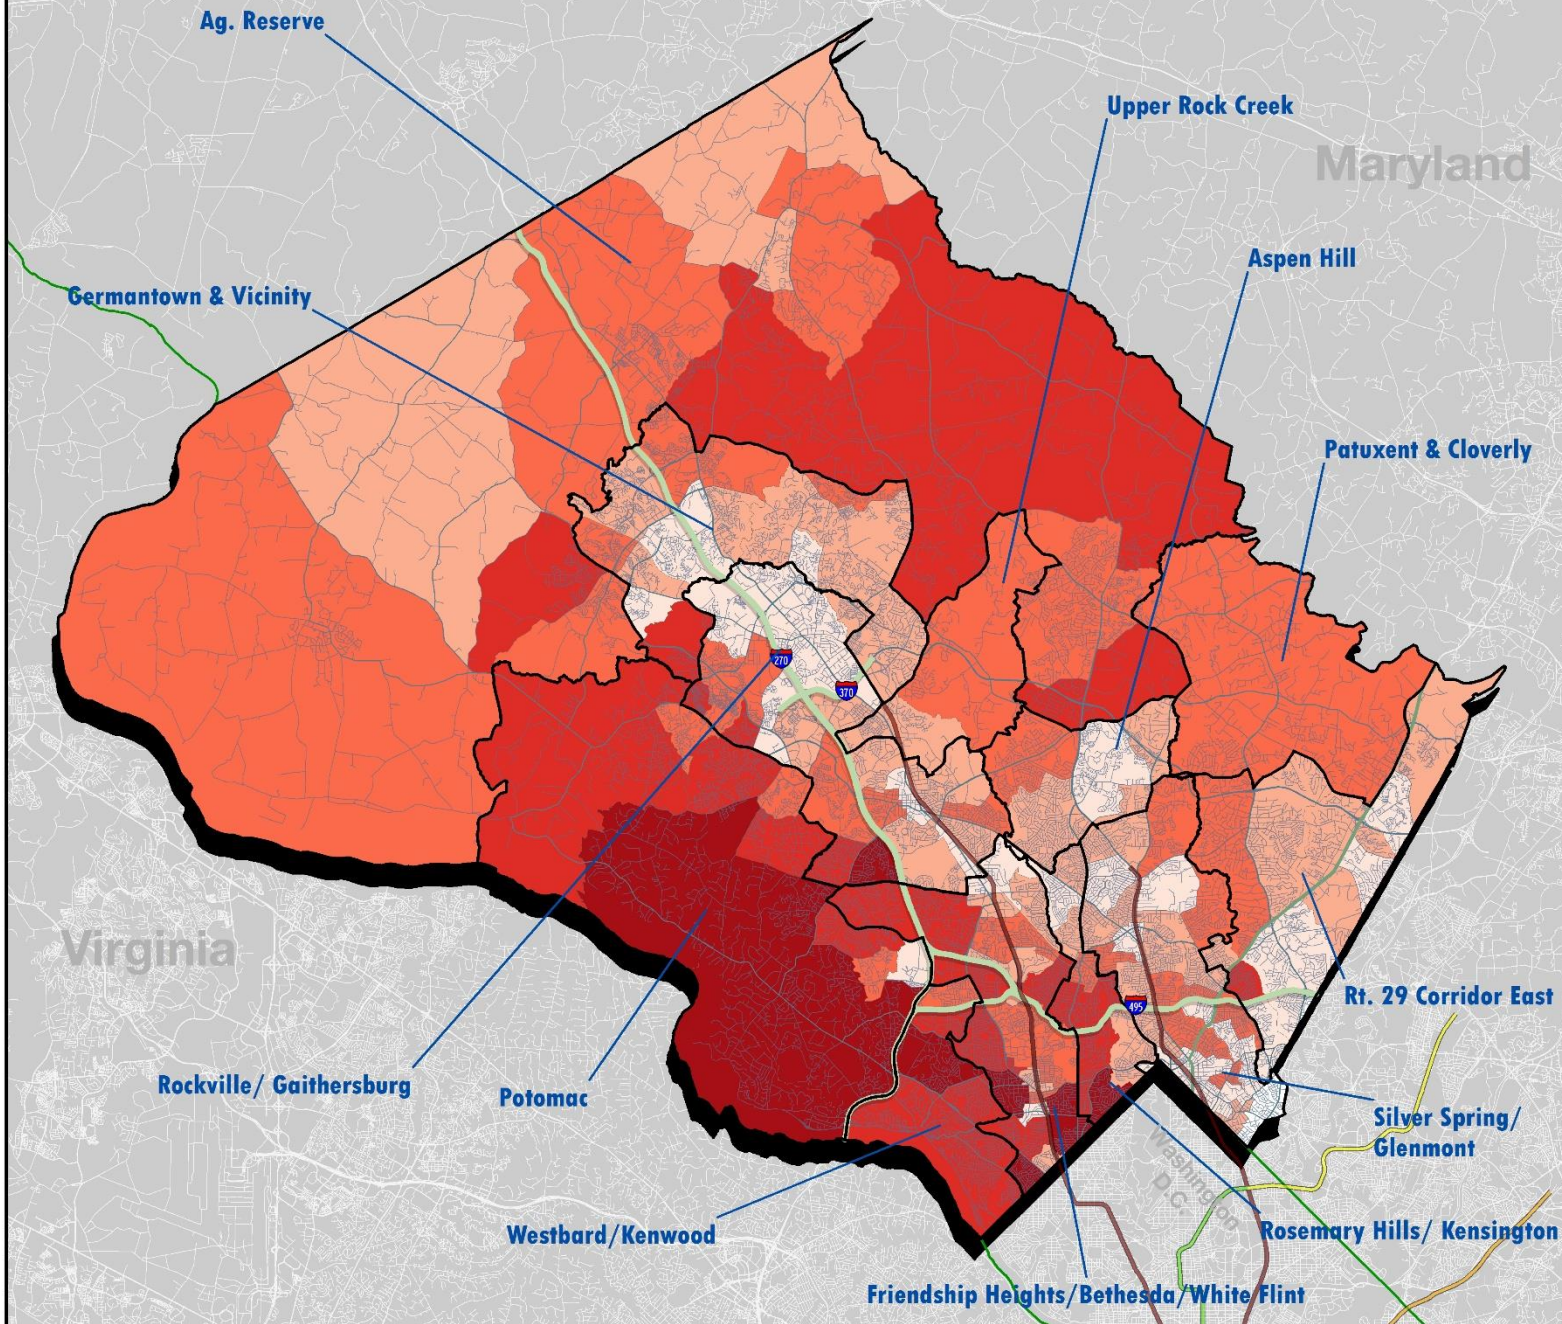 Ag. Reserve
Upper Rock Creek
Maryland
Aspen Hill
Germantown & Vicinity
Patuxent & Cloverly
270
370
Virginia
Rt. 29 Corridor East
495
Rockville/ Gaithersburg
Potomac
Silver Spring/
Glenmont
Washington
D.C.
Westbard/Kenwood
Rosemary Hills/ Kensington
Friendship Heights/Bethesda/White Flint